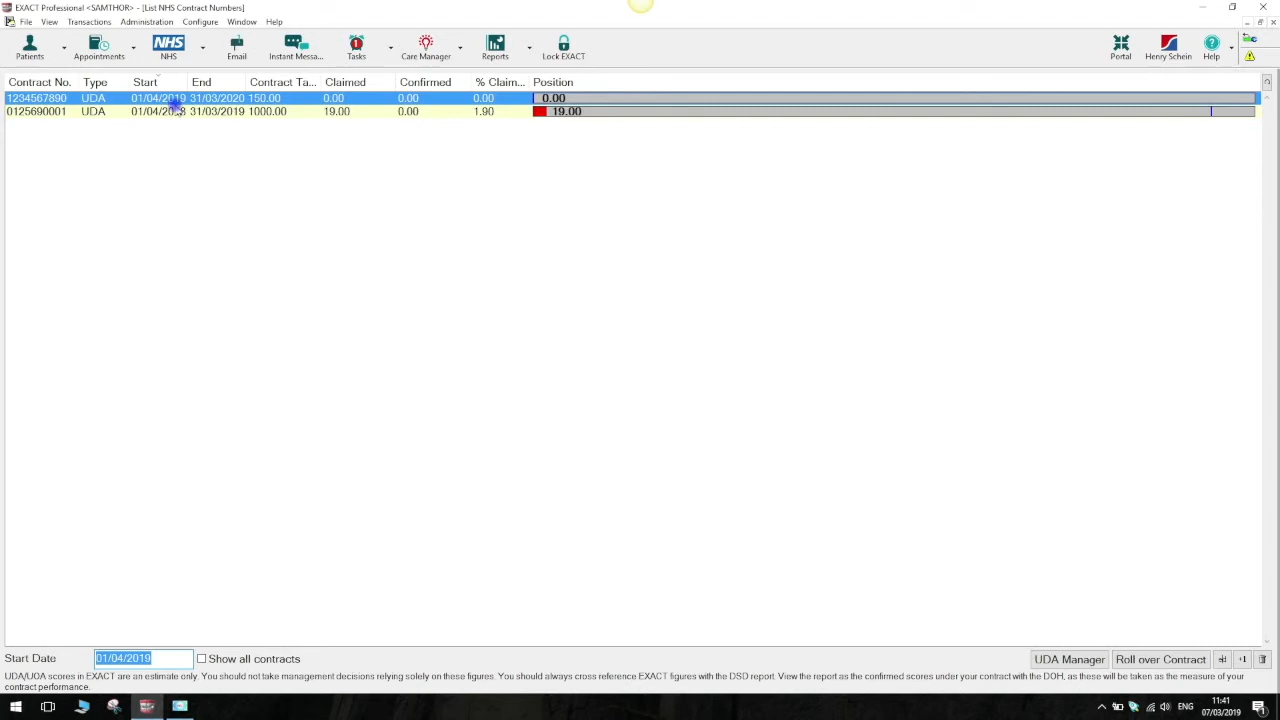 EXACT Professional <SAMTHOR> - [List NHS Contract Numbers]
File View Transactions Administration Configure Window Help
NHS
Patients Appointments NHS Email Instant Messa... Tasks Care Manager Reports Lock EXACT Portal Henry Schein Help
Contract No. Type Start End Contract Ta... Claimed Confirmed % Claim... Position
1234567890 UDA 01/04/2019 31/03/2020 150.00 0.00 0.00 0.00 0.00
0125690001 UDA 01/04/2018 31/03/2019 1000.00 19.00 0.00 1.90 19.00
Start Date 01/04/2019 Show all contracts UDA Manager Roll over Contract +1
UDA/UOA scores in EXACT are an estimate only. You should not take management decisions relying solely on these figures. You should always cross reference EXACT figures with the DSD report. View the report as the confirmed scores under your contract with the DOH, as these will be taken as the measure of your
contract performance.
ENG 11:41
07/03/2019